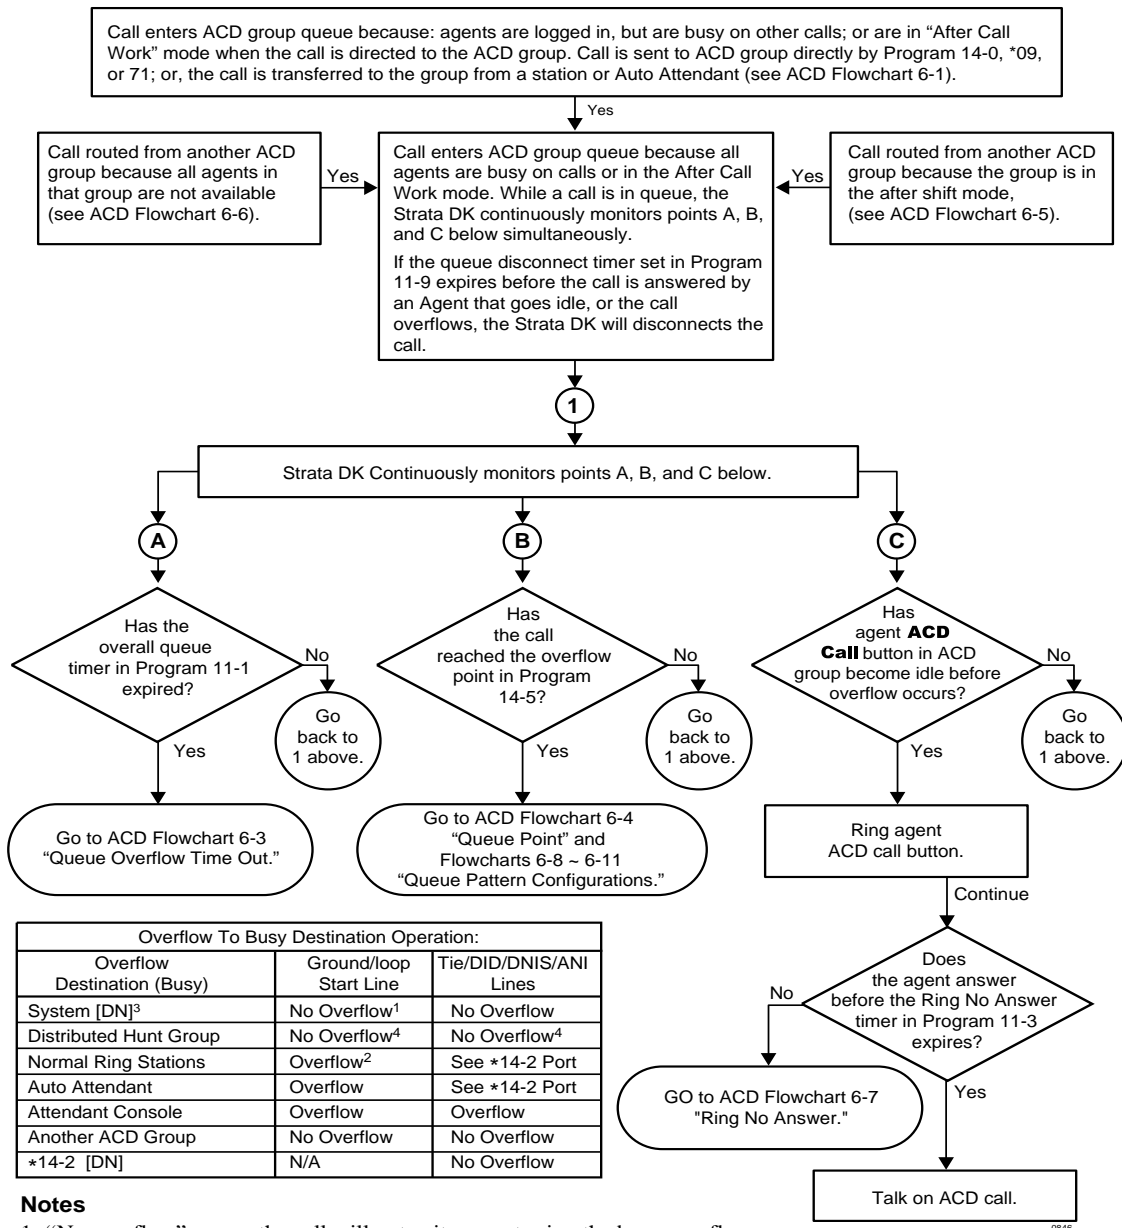 Call enters ACD group queue because: agents are logged in, but are busy on other calls; or are in “After Call
Work” mode when the call is directed to the ACD group. Call is sent to ACD group directly by Program 14-0, *09,
or 71; or, the call is transferred to the group from a station or Auto Attendant (see ACD Flowchart 6-1).
Yes
Call routed from another ACD
group because all agents in
that group are not available
(see ACD Flowchart 6-6).
Yes
Call enters ACD group queue because all
agents are busy on calls or in the After Call
Work mode. While a call is in queue, the
Strata DK continuously monitors points A, B,
and C below simultaneously.
If the queue disconnect timer set in Program
11-9 expires before the call is answered by
an Agent that goes idle, or the call
overflows, the Strata DK will disconnects the
call.
Yes
Call routed from another ACD
group because the group is in
the after shift mode,
(see ACD Flowchart 6-5).
1
Strata DK Continuously monitors points A, B, and C below.
A
B
C
Has the
overall queue
timer in Program 11-1
expired?
No
Go
back to
1 above.
Yes
Go to ACD Flowchart 6-3
“Queue Overflow Time Out.”
Has
the call
reached the overflow
point in Program
14-5?
No
Go
back to
1 above.
Yes
Go to ACD Flowchart 6-4
“Queue Point” and
Flowcharts 6-8 ~ 6-11
“Queue Pattern Configurations.”
Has
agent ACD
Call button in ACD
group become idle before
overflow occurs?
No
Go
back to
1 above.
Yes
Ring agent
ACD call button.
Continue
Does
the agent answer
before the Ring No Answer
timer in Program 11-3
expires?
No
GO to ACD Flowchart 6-7
"Ring No Answer."
Yes
Talk on ACD call.
Overflow To Busy Destination Operation:
Overflow Destination (Busy) Ground/loop Start Line Tie/DID/DNIS/ANI Lines
System [DN]3 No Overflow1 No Overflow
Distributed Hunt Group No Overflow4 No Overflow4
Normal Ring Stations Overflow2 See *14-2 Port
Auto Attendant Overflow See *14-2 Port
Attendant Console Overflow Overflow
Another ACD Group No Overflow No Overflow
*14-2 [DN] N/A No Overflow
Notes